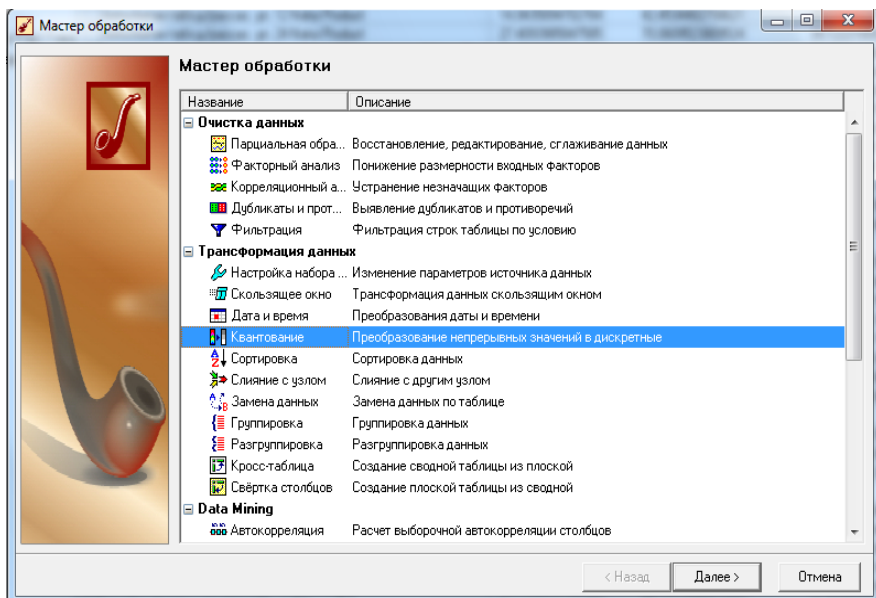 Мастер обработки
Мастер обработки
Название Описание
Очистка данных
Парциальная обра... Восстановление, редактирование, сглаживание данных
Факторный анализ Понижение размерности входных факторов
Корреляционный а... Устранение незначащих факторов
Дубликаты и прот... Выявление дубликатов и противоречий
Фильтрация Фильтрация строк таблицы по условию
Трансформация данных
Настройка набора ... Изменение параметров источника данных
Скользящее окно Трансформация данных скользящим окном
Дата и время Преобразования даты и времени
Квантование Преобразование непрерывных значений в дискретные
Сортировка Сортировка данных
Слияние с узлом Слияние с другим узлом
Замена данных Замена данных по таблице
Группировка Группировка данных
Разгруппировка Разгруппировка данных
Кросс-таблица Создание сводной таблицы из плоской
Свёртка столбцов Создание плоской таблицы из сводной
Data Mining
Автокорреляция Расчет выборочной автокорреляции столбцов
< Назад Далее > Отмена